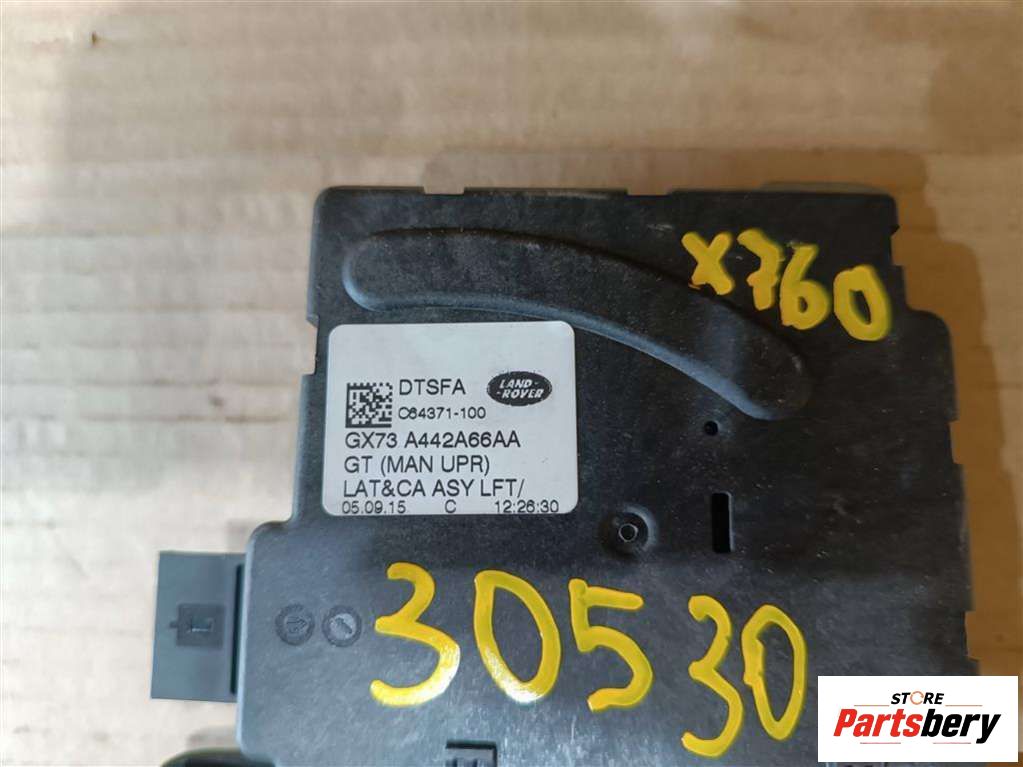 X760
DTSFA LAND-ROVER
C64371-100
GX73 A442A66AA
GT (MAN UPR)
LAT&CA ASY LFT/
05.09.15 C 12:26:30
30530
L
STORE
Partsbery